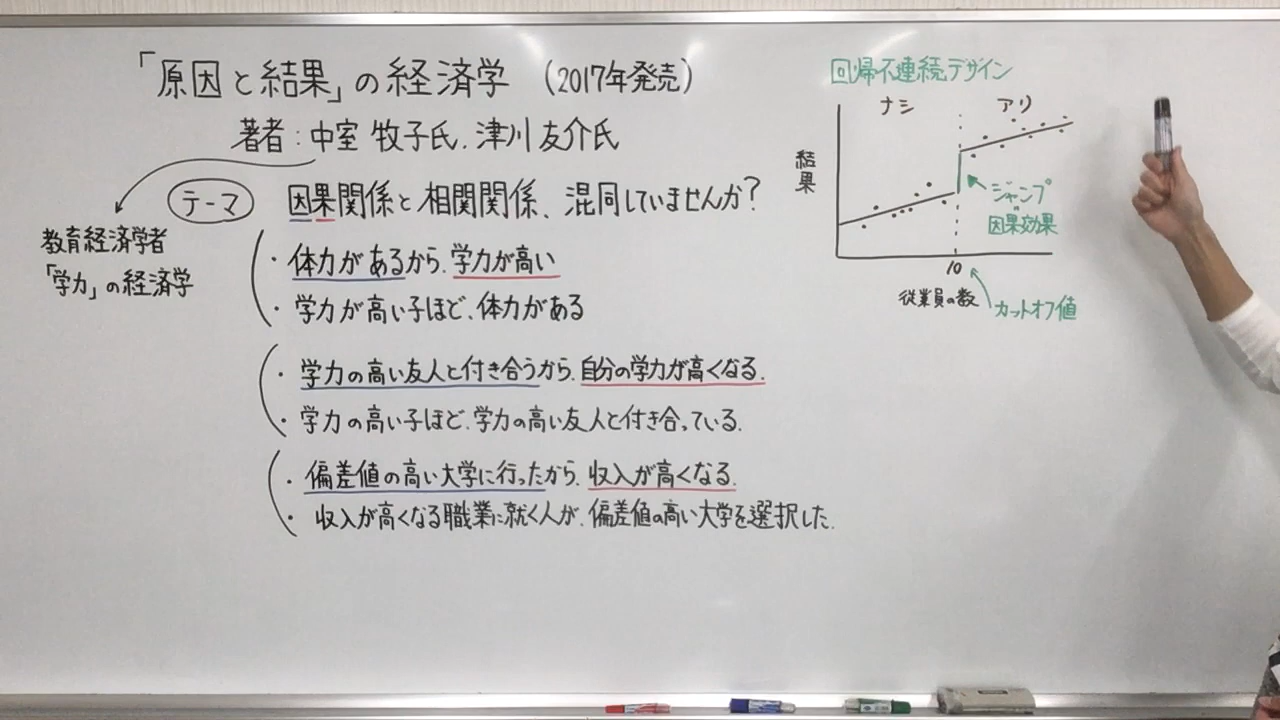 「原因と結果」の経済学 (2017年発売)
著者:中室 牧子氏、津川 友介氏
教育経済学者
「学力」の経済学
テーマ 因果関係と相関関係、混同していませんか?
・体力があるから、学力が高い
・学力が高い子ほど、体力がある
・学力の高い友人と付き合うから、自分の学力が高くなる。
・学力の高い子ほど、学力の高い友人と付き合っている。
・偏差値の高い大学に行ったから、収入が高くなる。
・収入が高くなる職業に就く人が、偏差値の高い大学を選択した。
回帰不連続デザイン
ナシ アリ
結果
ジャンプ
=
因果効果
10
従業員の数
カットオフ値